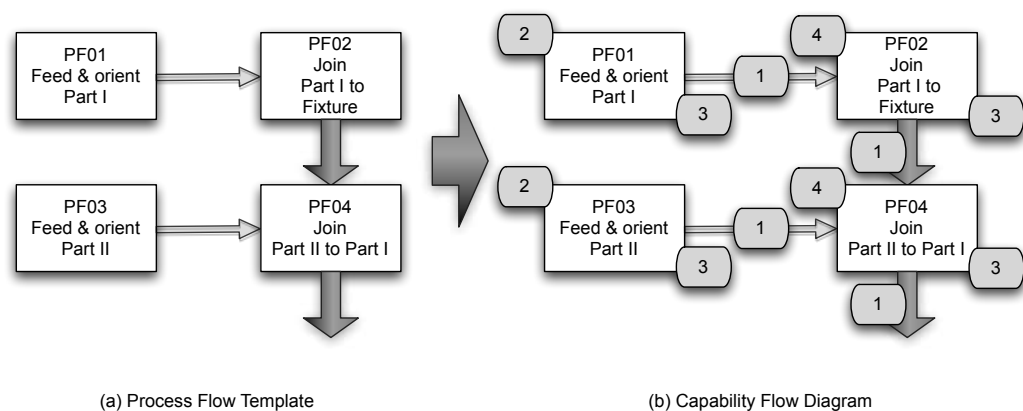 PF01
Feed & orient
Part I
PF02
Join
Part I to
Fixture
PF03
Feed & orient
Part II
PF04
Join
Part II to Part I
(a) Process Flow Template
2
PF01
Feed & orient
Part I
3
1
4
PF02
Join
Part I to
Fixture
3
1
2
PF03
Feed & orient
Part II
3
1
4
PF04
Join
Part II to Part I
3
1
(b) Capability Flow Diagram